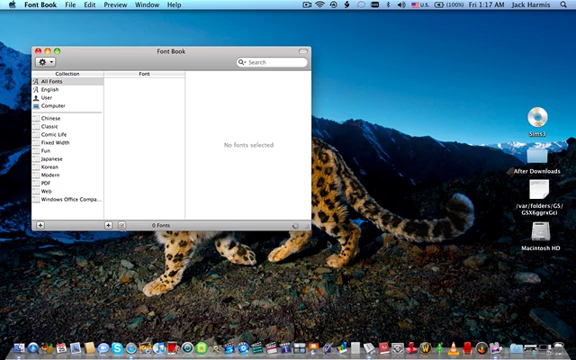 Font Book File Edit Preview Window Help
U.S. (100%) Fri 1:17 AM Jack Harmis
Font Book
Search
Collection Font
All Fonts
English
User
Computer
Chinese
Classic
Comic Life
Fixed Width
Fun
Japanese
Korean
Modern
PDF
Web
Windows Office Compa...
No fonts selected
0 Fonts
Sims3
After Downloads
/var/folders/GS/
Macintosh HD